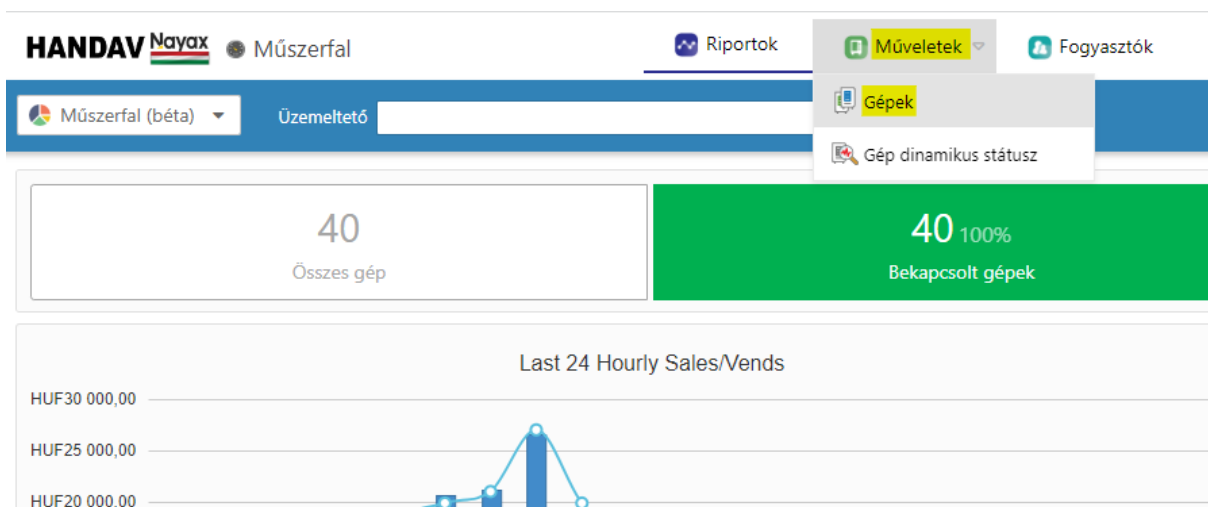 HANDAV Nayax Műszerfal Riportok Műveletek Fogyasztók
Műszerfal (béta) Üzemeltető Gépek
Gép dinamikus státusz
40 40 100%
Összes gép Bekapcsolt gépek
Last 24 Hourly Sales/Vends
HUF30 000,00
HUF25 000,00
HUF20 000,00